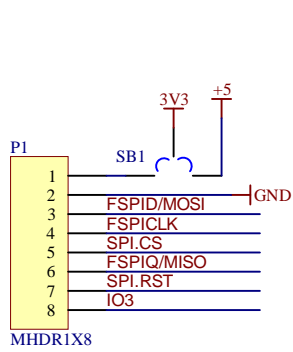 +5
3V3
P1
SB1
1
2
GND
FSPID/MOSI
3
FSPICLK
4
SPI.CS
5
FSPIQ/MISO
6
SPI.RST
7
IO3
8
MHDR1X8